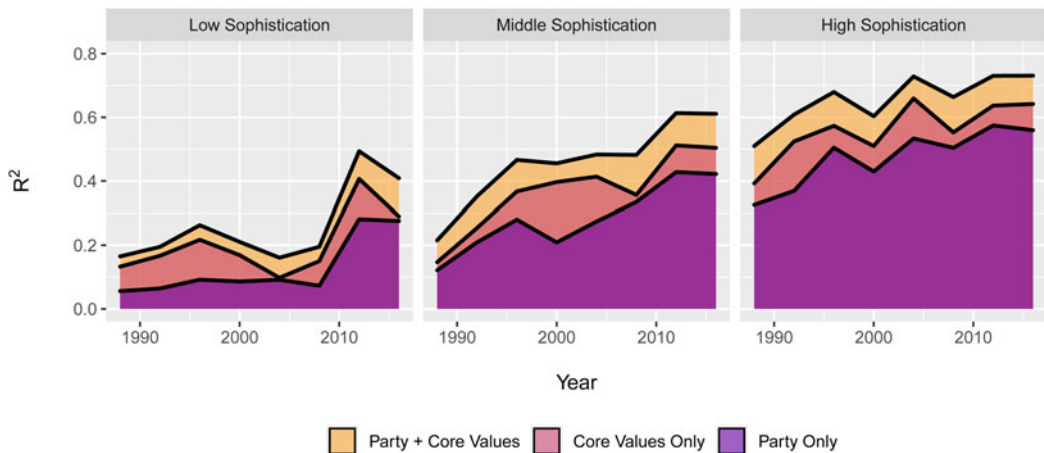 Low Sophistication
Middle Sophistication
High Sophistication
0.8
0.6
0.4
0.2
0.0
R²
1990 2000 2010
1990 2000 2010
1990 2000 2010
Year
Party + Core Values
Core Values Only
Party Only